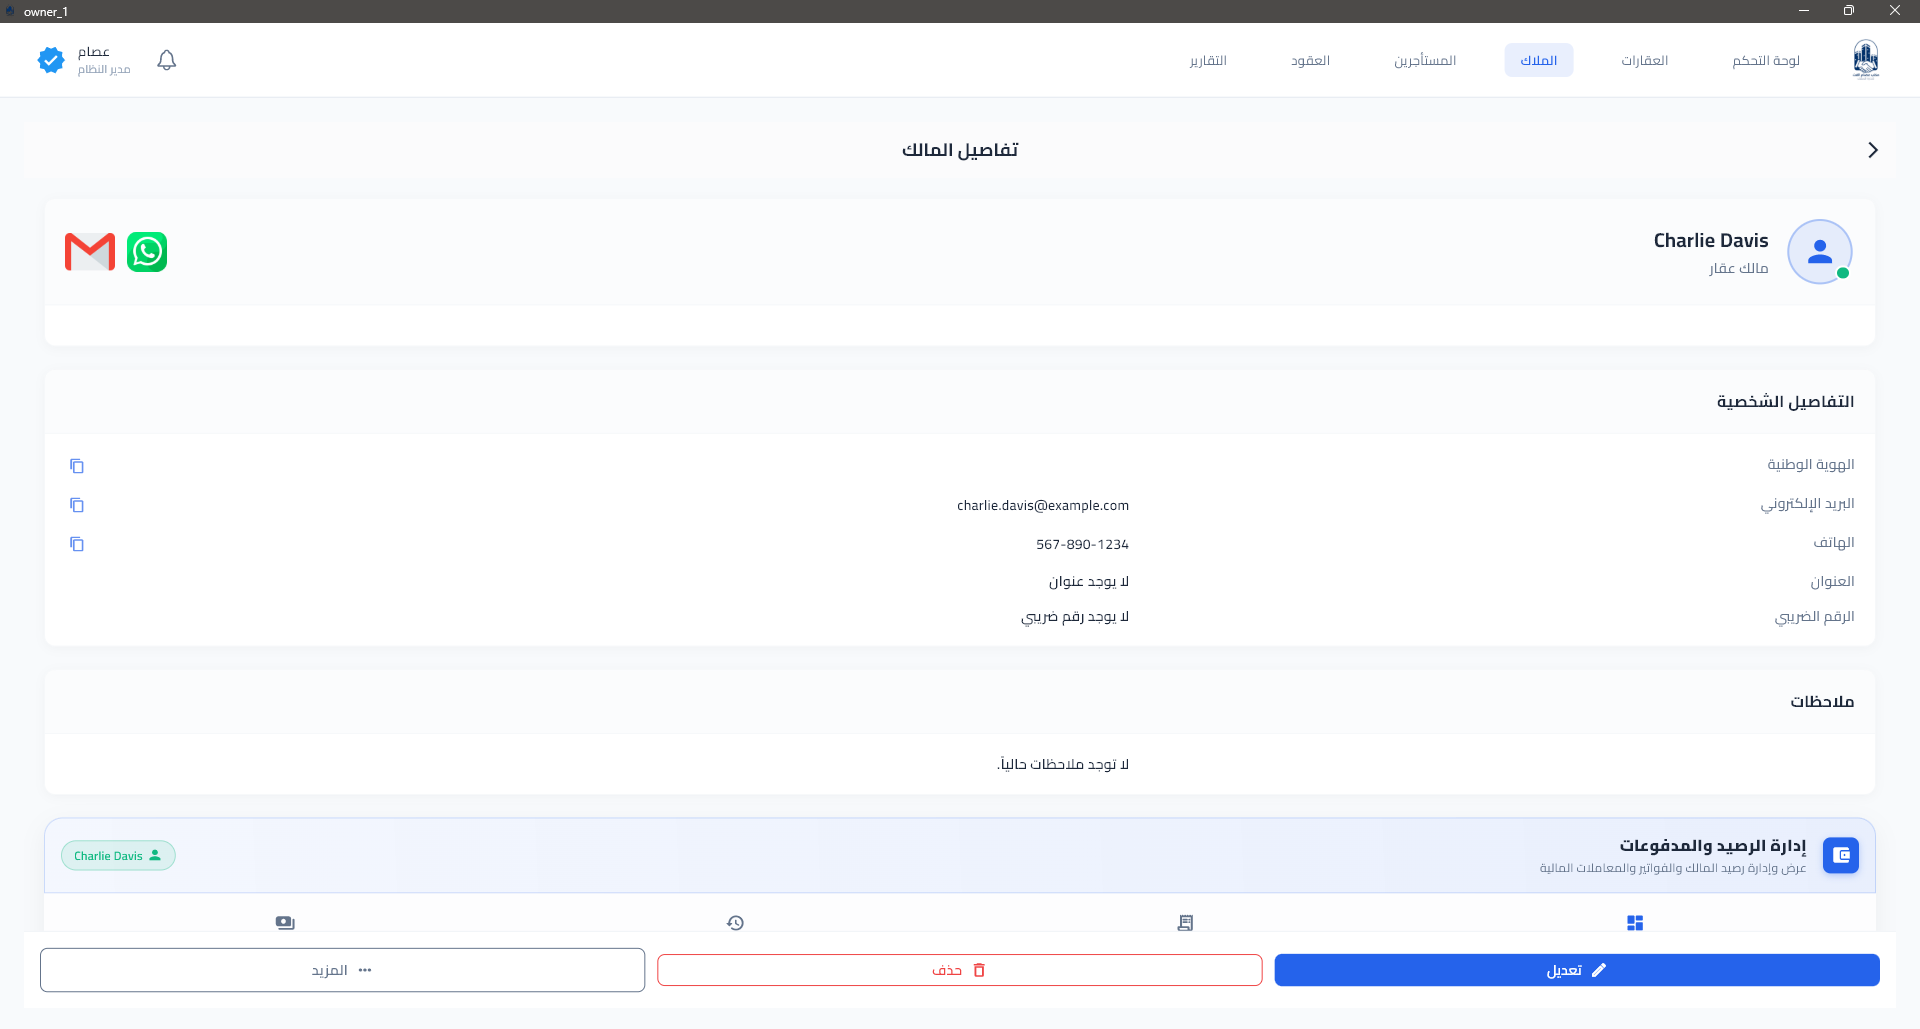 owner_1
لوحة التحكم
العقارات
الملاك
المستأجرين
العقود
التقارير
عصام
مدير النظام
تفاصيل المالك
Charlie Davis
مالك عقار
التفاصيل الشخصية
الهوية الوطنية
البريد الإلكتروني
charlie.davis@example.com
الهاتف
567-890-1234
العنوان
لا يوجد عنوان
الرقم الضريبي
لا يوجد رقم ضريبي
ملاحظات
لا توجد ملاحظات حالياً.
إدارة الرصيد والمدفوعات
عرض وإدارة رصيد المالك والفواتير والمعاملات المالية
Charlie Davis
تعديل
حذف
المزيد